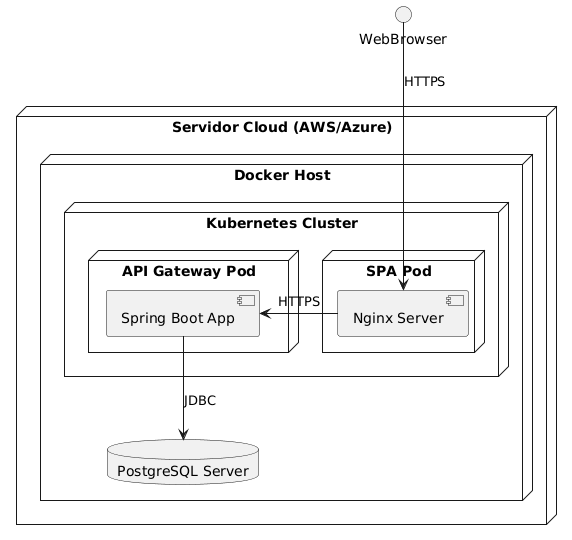 WebBrowser
HTTPS
Servidor Cloud (AWS/Azure)
Docker Host
Kubernetes Cluster
API Gateway Pod
SPA Pod
HTTPS
Spring Boot App
Nginx Server
JDBC
PostgreSQL Server